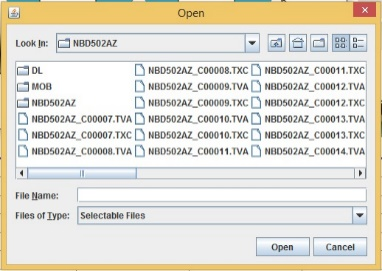 Open
Look In: NBD502AZ
DL NBD502AZ_C00008.TXC NBD502AZ_C00011.TXC
MOB NBD502AZ_C00009.TVA NBD502AZ_C00012.TVA
NBD502AZ NBD502AZ_C00009.TXC NBD502AZ_C00012.TXC
NBD502AZ_C00007.TVA NBD502AZ_C00010.TVA NBD502AZ_C00013.TVA
NBD502AZ_C00007.TXC NBD502AZ_C00010.TXC NBD502AZ_C00013.TXC
NBD502AZ_C00008.TVA NBD502AZ_C00011.TVA NBD502AZ_C00014.TVA
File Name:
Files of Type: Selectable Files
Open Cancel